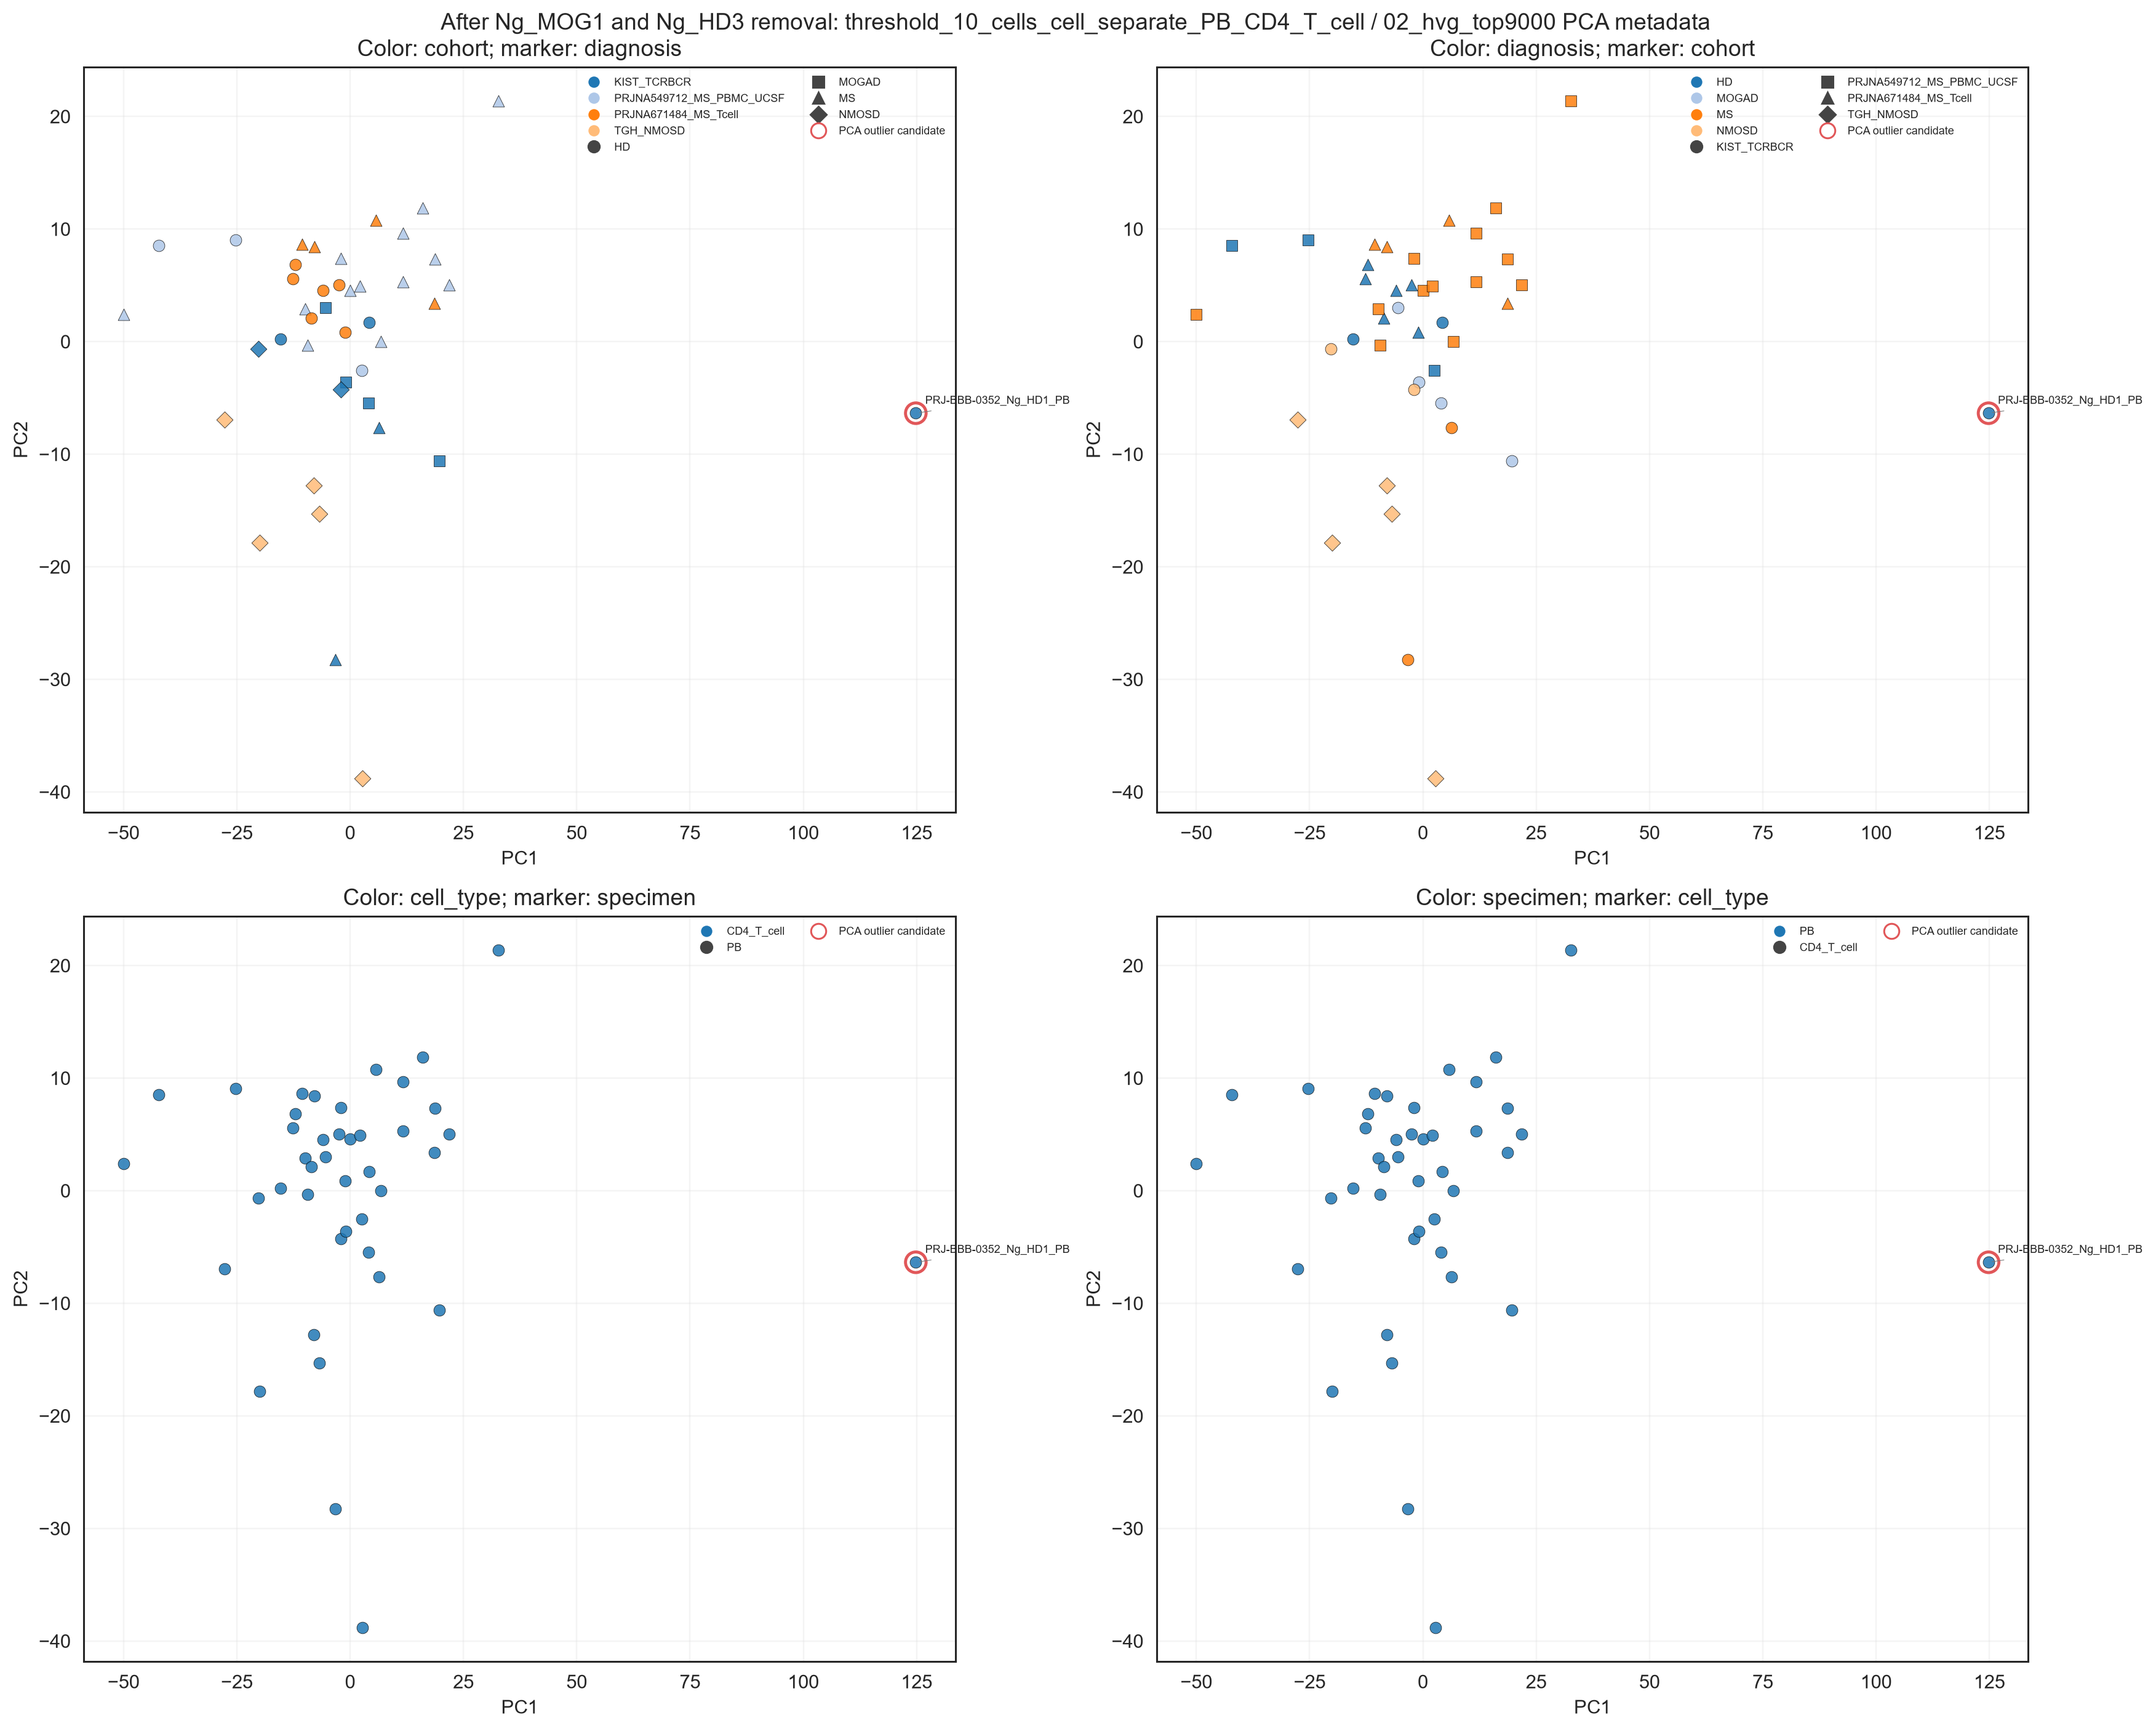 After Ng_MOG1 and Ng_HD3 removal: threshold_10_cells_cell_separate_PB_CD4_T_cell / 02_hvg_top9000 PCA metadata
Color: cohort; marker: diagnosis
KIST_TCRBCR
PRJNA549712_MS_PBMC_UCSF
PRJNA671484_MS_Tcell
TGH_NMOSD
HD
MOGAD
MS
NMOSD
PCA outlier candidate
PRJ-EBB-0352_Ng_HD1_PB
PC2
20
10
0
−10
−20
−30
−40
−50
−25
0
25
50
75
100
125
PC1
Color: diagnosis; marker: cohort
HD
MOGAD
MS
NMOSD
KIST_TCRBCR
PRJNA549712_MS_PBMC_UCSF
PRJNA671484_MS_Tcell
TGH_NMOSD
PCA outlier candidate
PRJ-EBB-0352_Ng_HD1_PB
PC2
20
10
0
−10
−20
−30
−40
−50
−25
0
25
50
75
100
125
PC1
Color: cell_type; marker: specimen
CD4_T_cell
PB
PCA outlier candidate
PRJ-EBB-0352_Ng_HD1_PB
PC2
20
10
0
−10
−20
−30
−40
−50
−25
0
25
50
75
100
125
PC1
Color: specimen; marker: cell_type
PB
CD4_T_cell
PCA outlier candidate
PRJ-EBB-0352_Ng_HD1_PB
PC2
20
10
0
−10
−20
−30
−40
−50
−25
0
25
50
75
100
125
PC1